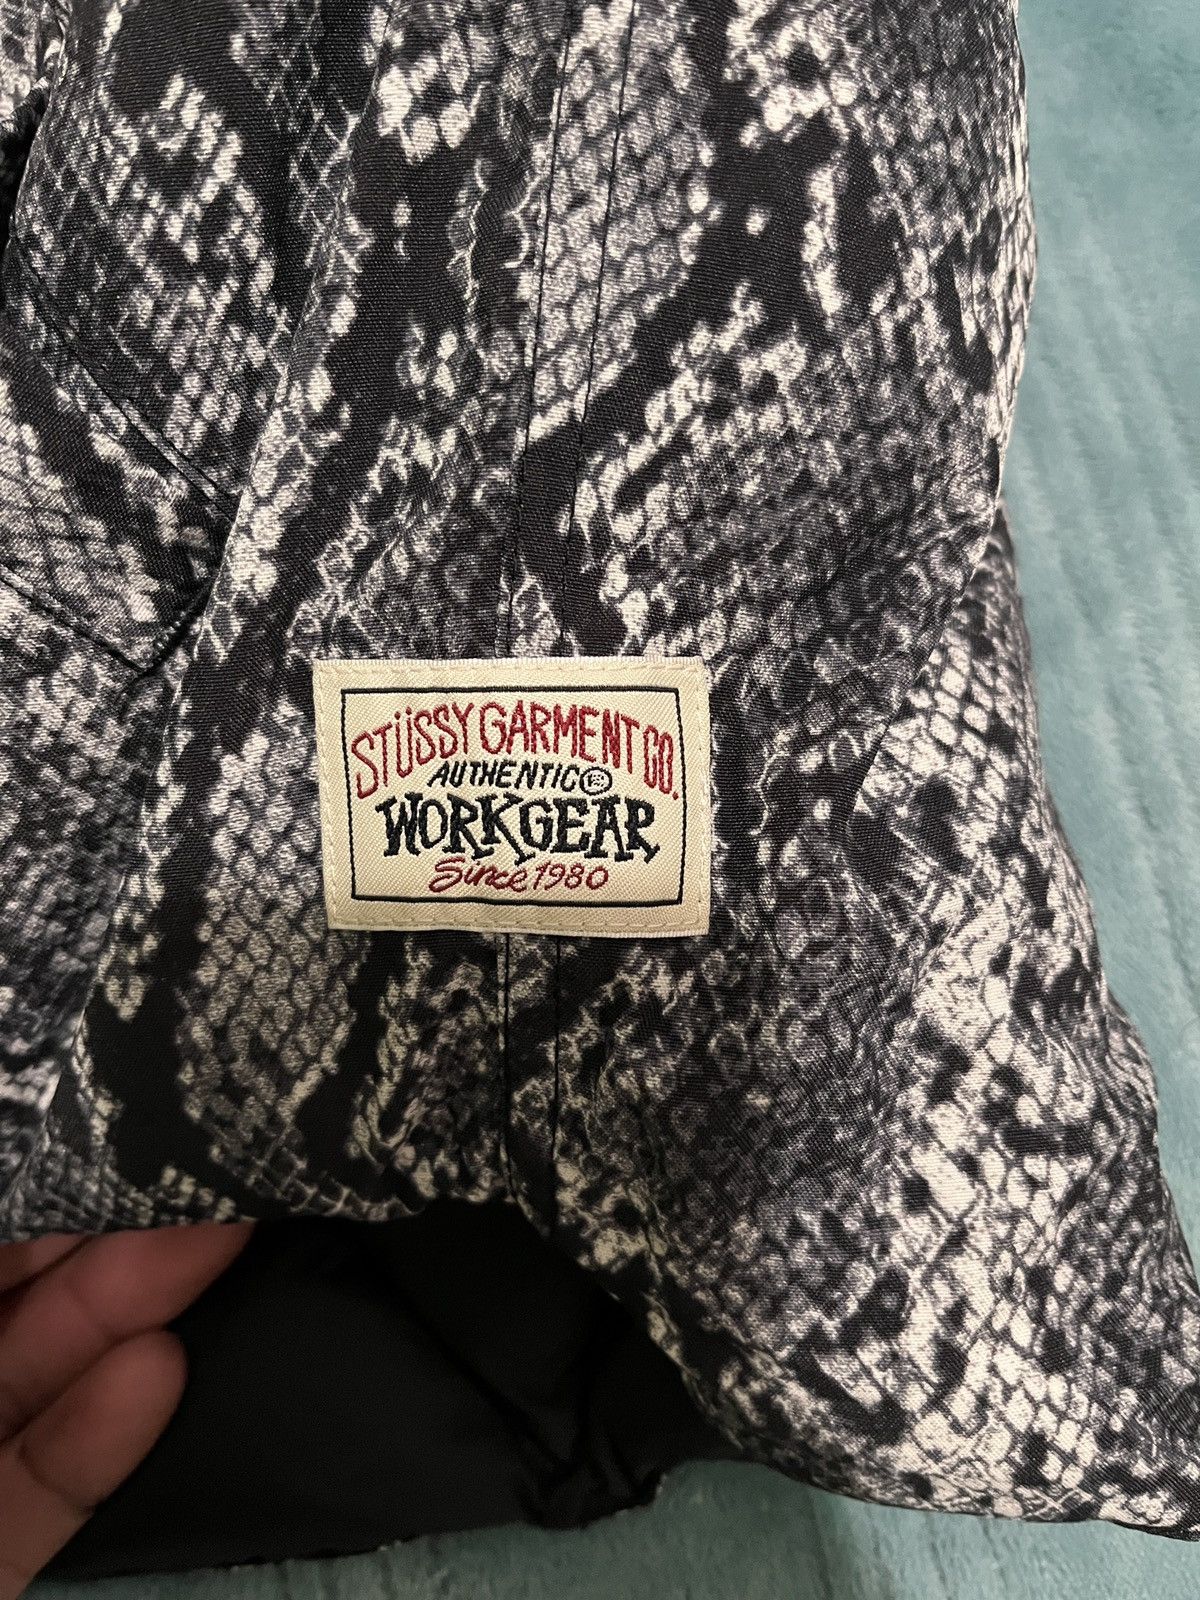 STÜSSY GARMENT CO.
AUTHENTIC®
WORKGEAR
Since 1980